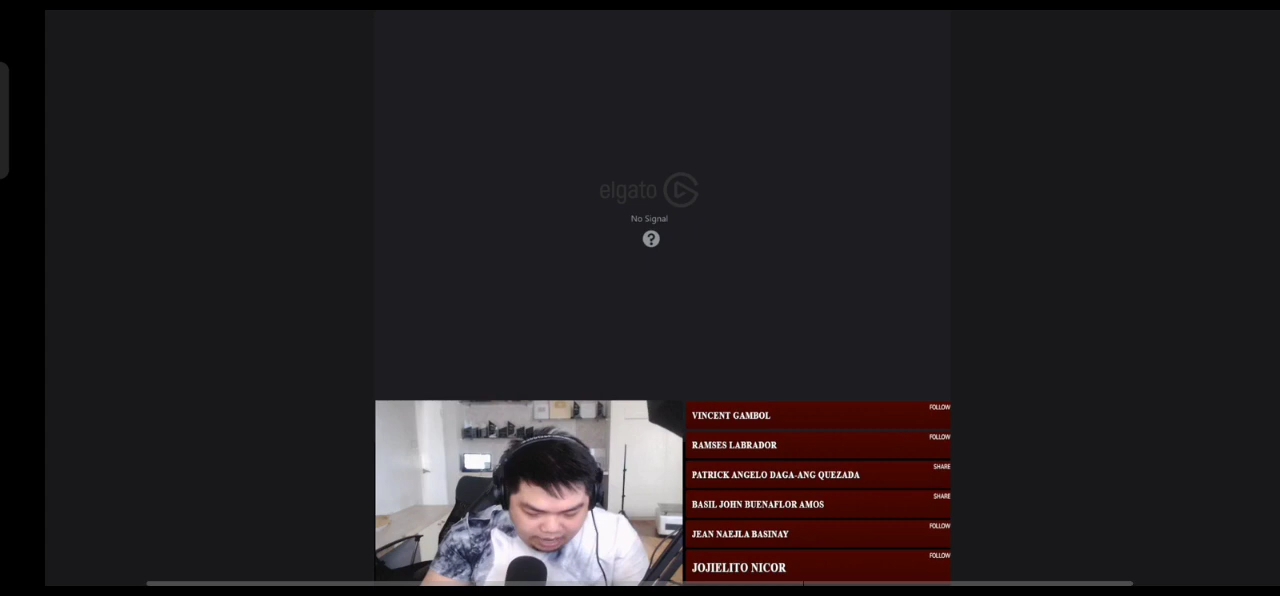 elgato
No Signal
?
VINCENT GAMBOL
FOLLOW
RAMSES LABRADOR
FOLLOW
PATRICK ANGELO DAGA-ANG QUEZADA
SHARE
BASIL JOHN BUENAFLOR AMOS
SHARE
JEAN NAEJLA BASINAY
FOLLOW
JOJIELITO NICOR
FOLLOW